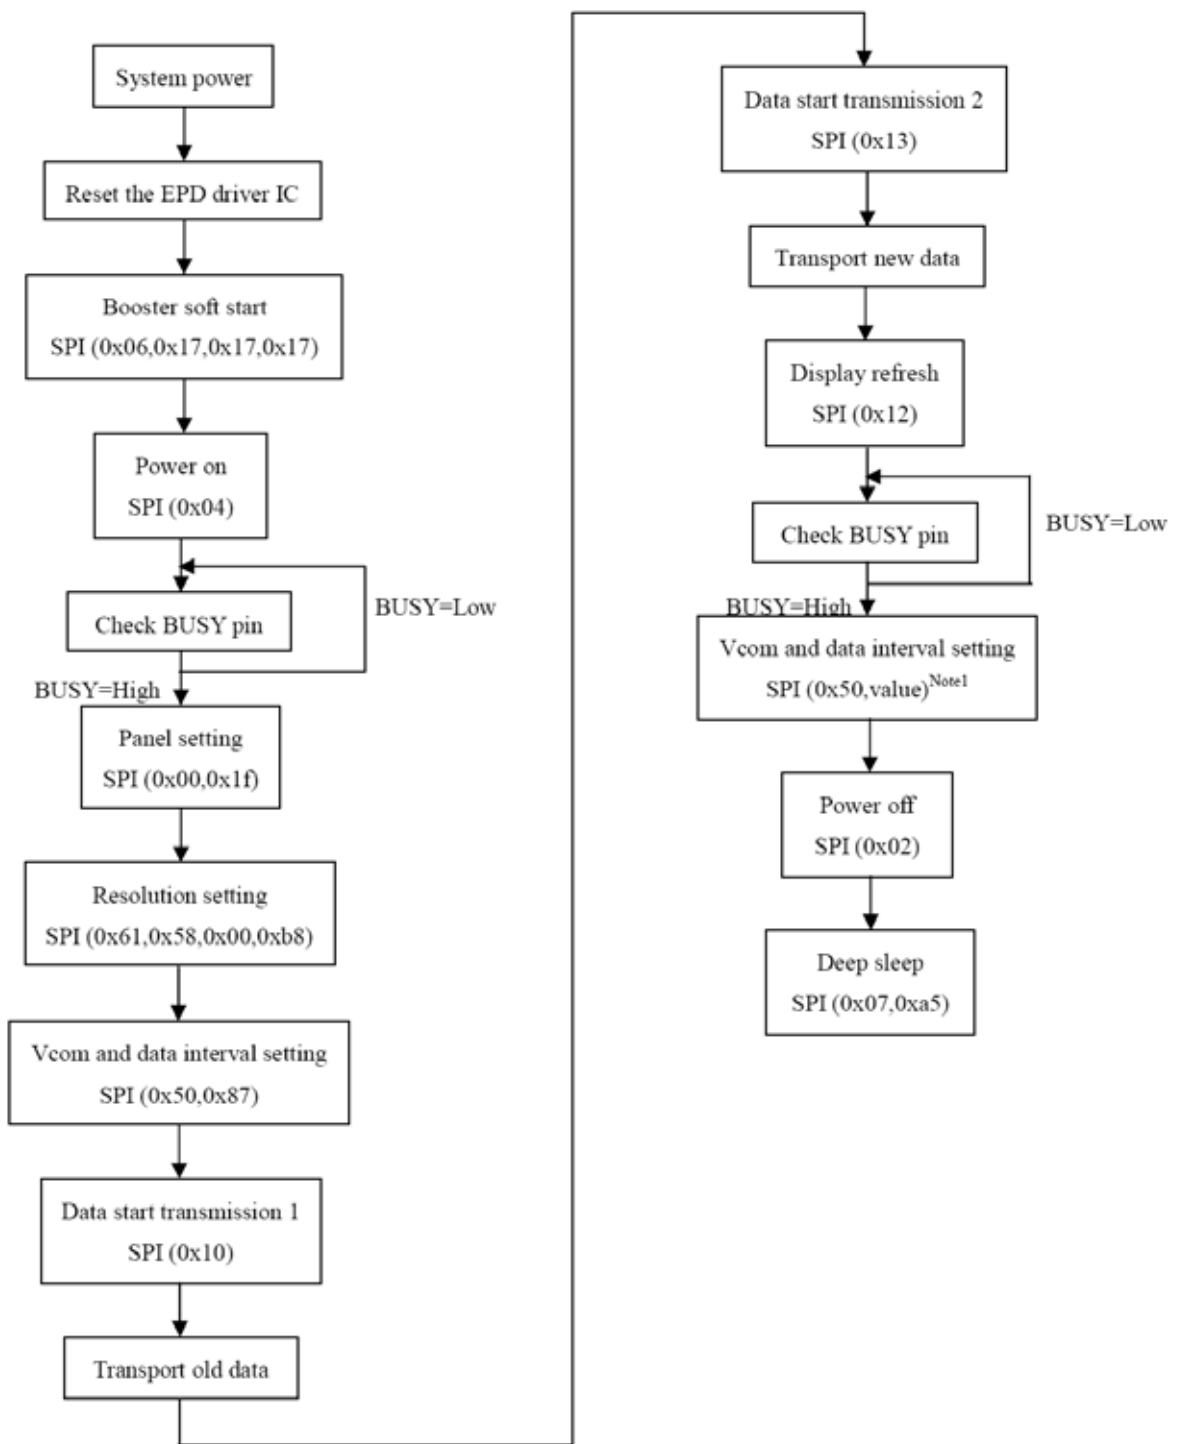 System power
Reset the EPD driver IC
Booster soft start
SPI (0x06,0x17,0x17,0x17)
Power on
SPI (0x04)
BUSY=Low
Check BUSY pin
BUSY=High
Panel setting
SPI (0x00,0x1f)
Resolution setting
SPI (0x61,0x58,0x00,0xb8)
Vcom and data interval setting
SPI (0x50,0x87)
Data start transmission 1
SPI (0x10)
Transport old data
Data start transmission 2
SPI (0x13)
Transport new data
Display refresh
SPI (0x12)
BUSY=Low
Check BUSY pin
BUSY=High
Vcom and data interval setting
SPI (0x50,value)Note1
Power off
SPI (0x02)
Deep sleep
SPI (0x07,0xa5)